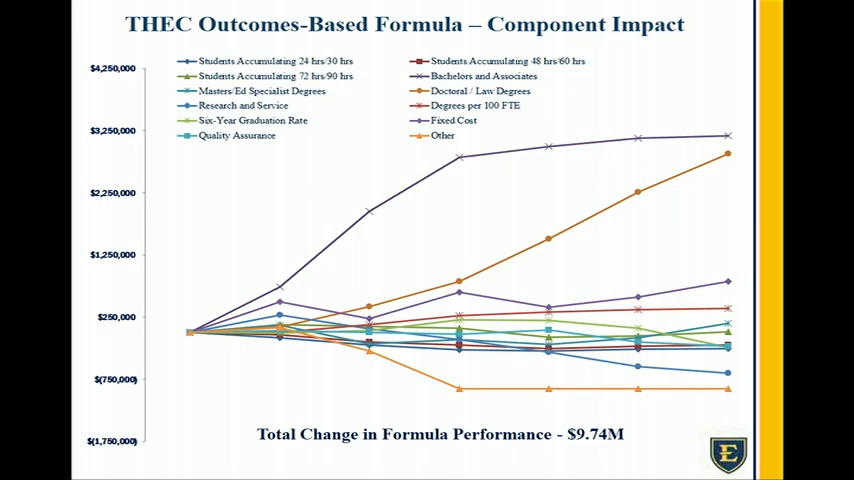 THEC Outcomes-Based Formula – Component Impact
Students Accumulating 24 hrs/30 hrs
Students Accumulating 48 hrs/60 hrs
Students Accumulating 72 hrs/90 hrs
Bachelors and Associates
Masters/Ed Specialist Degrees
Doctoral / Law Degrees
Research and Service
Degrees per 100 FTE
Six-Year Graduation Rate
Fixed Cost
Quality Assurance
Other
$4,250,000
$3,250,000
$2,250,000
$1,250,000
$250,000
$(750,000)
$(1,750,000)
Total Change in Formula Performance - $9.74M
E